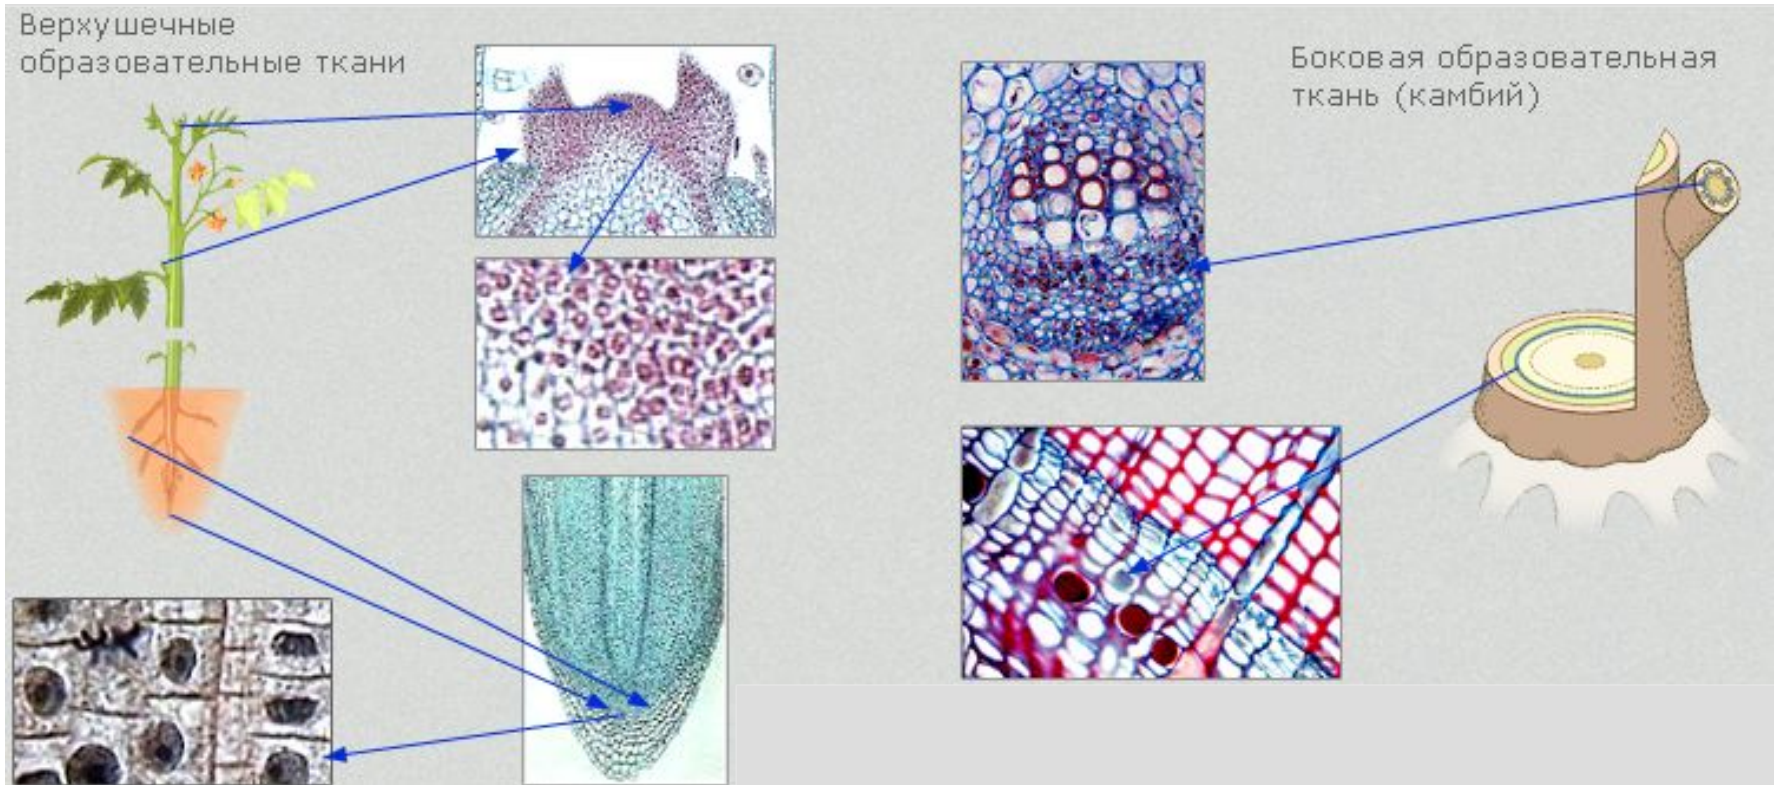 Верхушечные
образовательные ткани
Боковая образовательная
ткань (камбий)